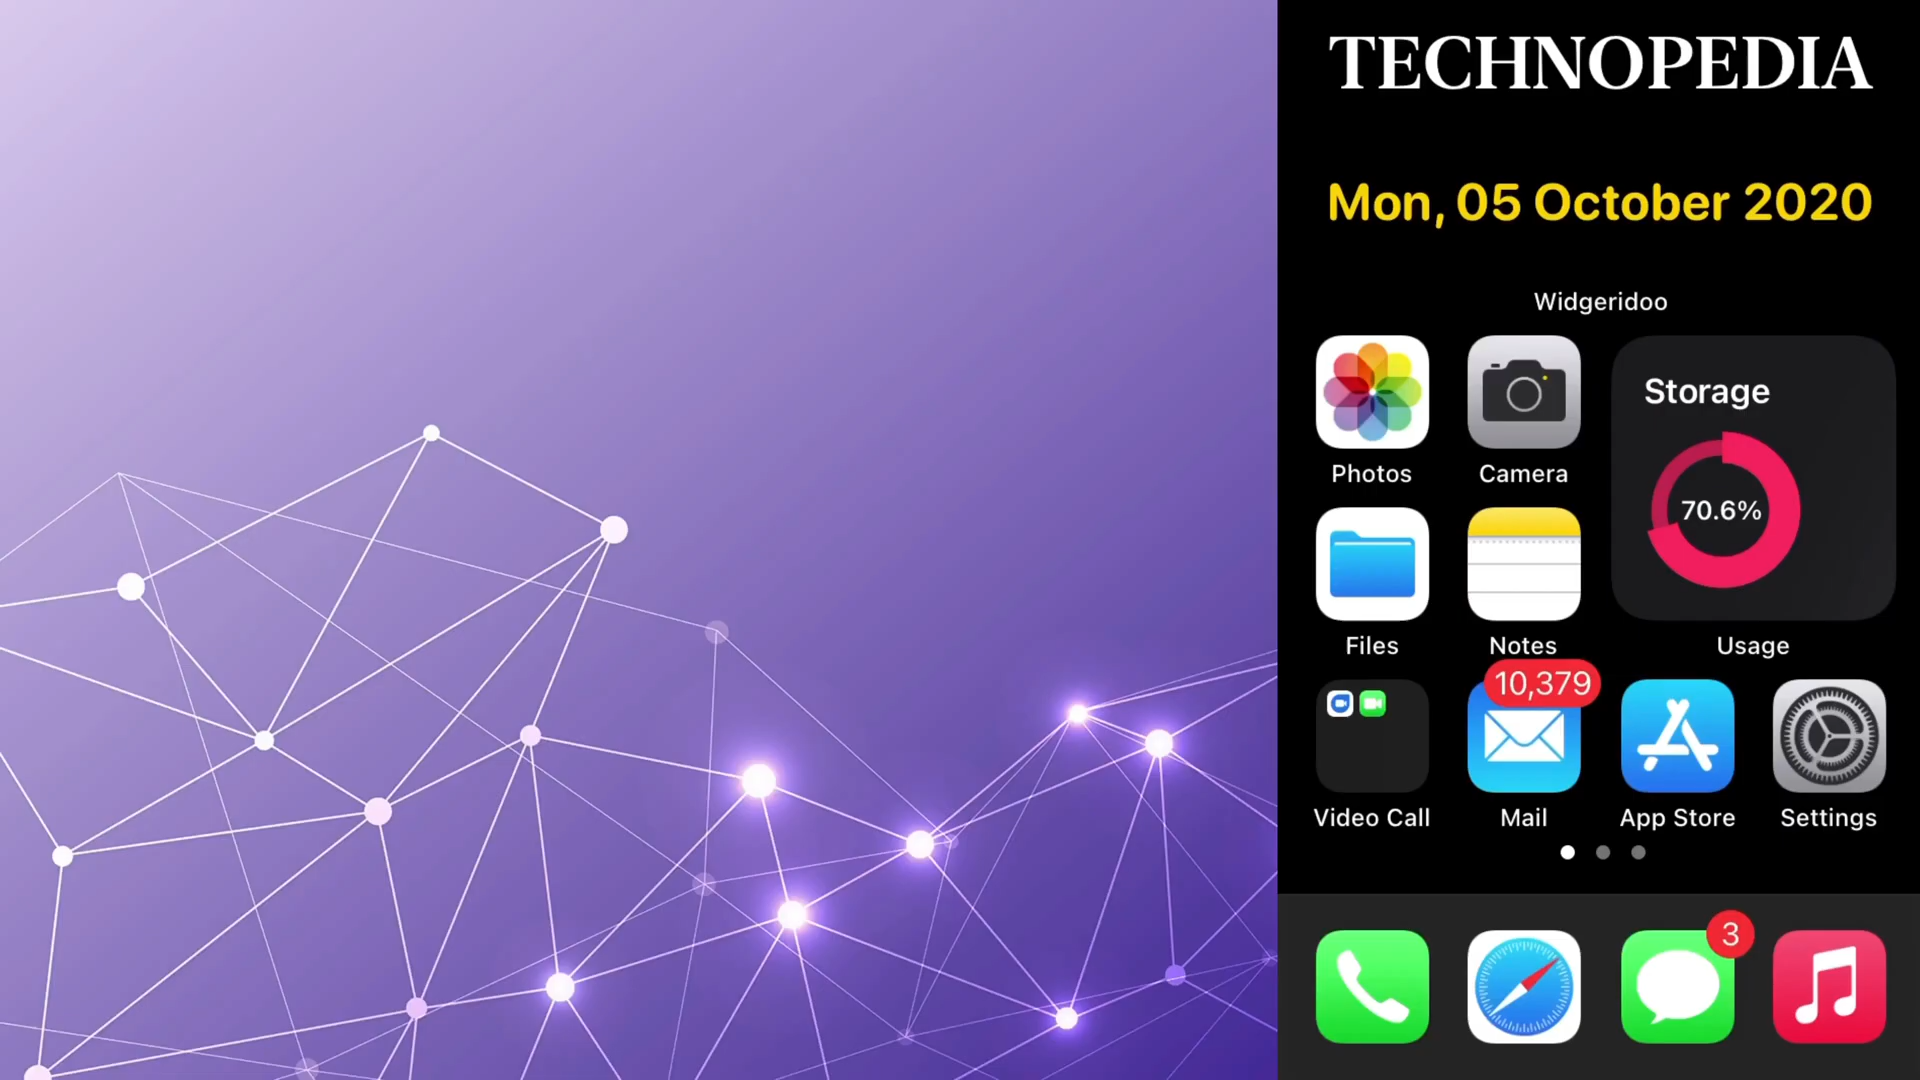 TECHNOPEDIA
Mon, 05 October 2020
Widgeridoo
Photos
Camera
Storage
70.6%
Files
Notes
Usage
10,379
Video Call
Mail
App Store
Settings
3